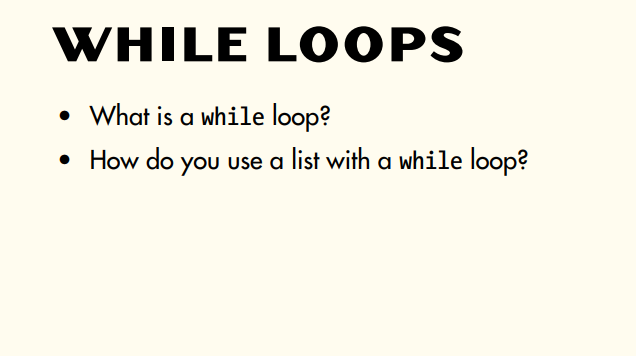 WHILE LOOPS
• What is a while loop?
• How do you use a list with a while loop?